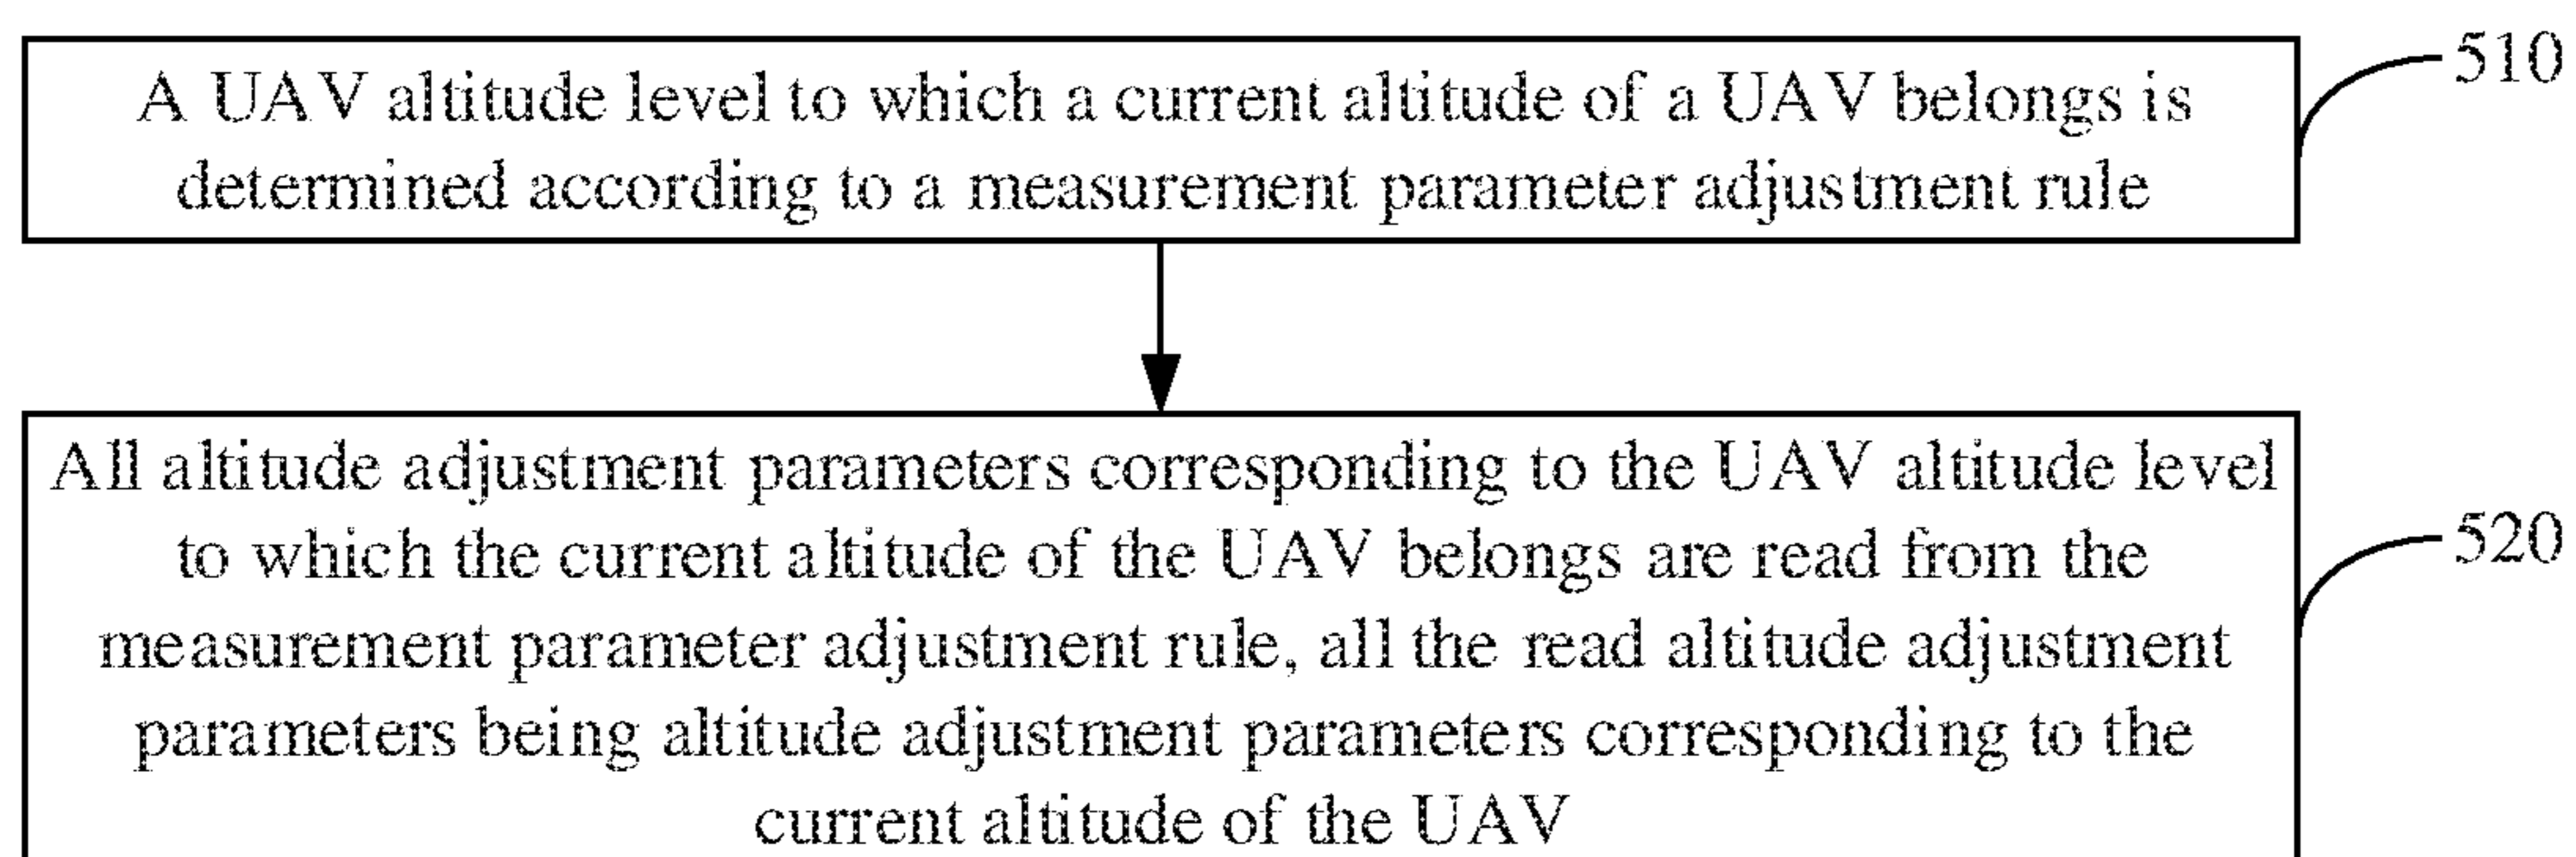 A UAV altitude level to which a current altitude of a UAV belongs is
determined according to a measurement parameter adjustment rule
510
All altitude adjustment parameters corresponding to the UAV altitude level
to which the current altitude of the UAV belongs are read from the
measurement parameter adjustment rule, all the read altitude adjustment
parameters being altitude adjustment parameters corresponding to the
current altitude of the UAV
520